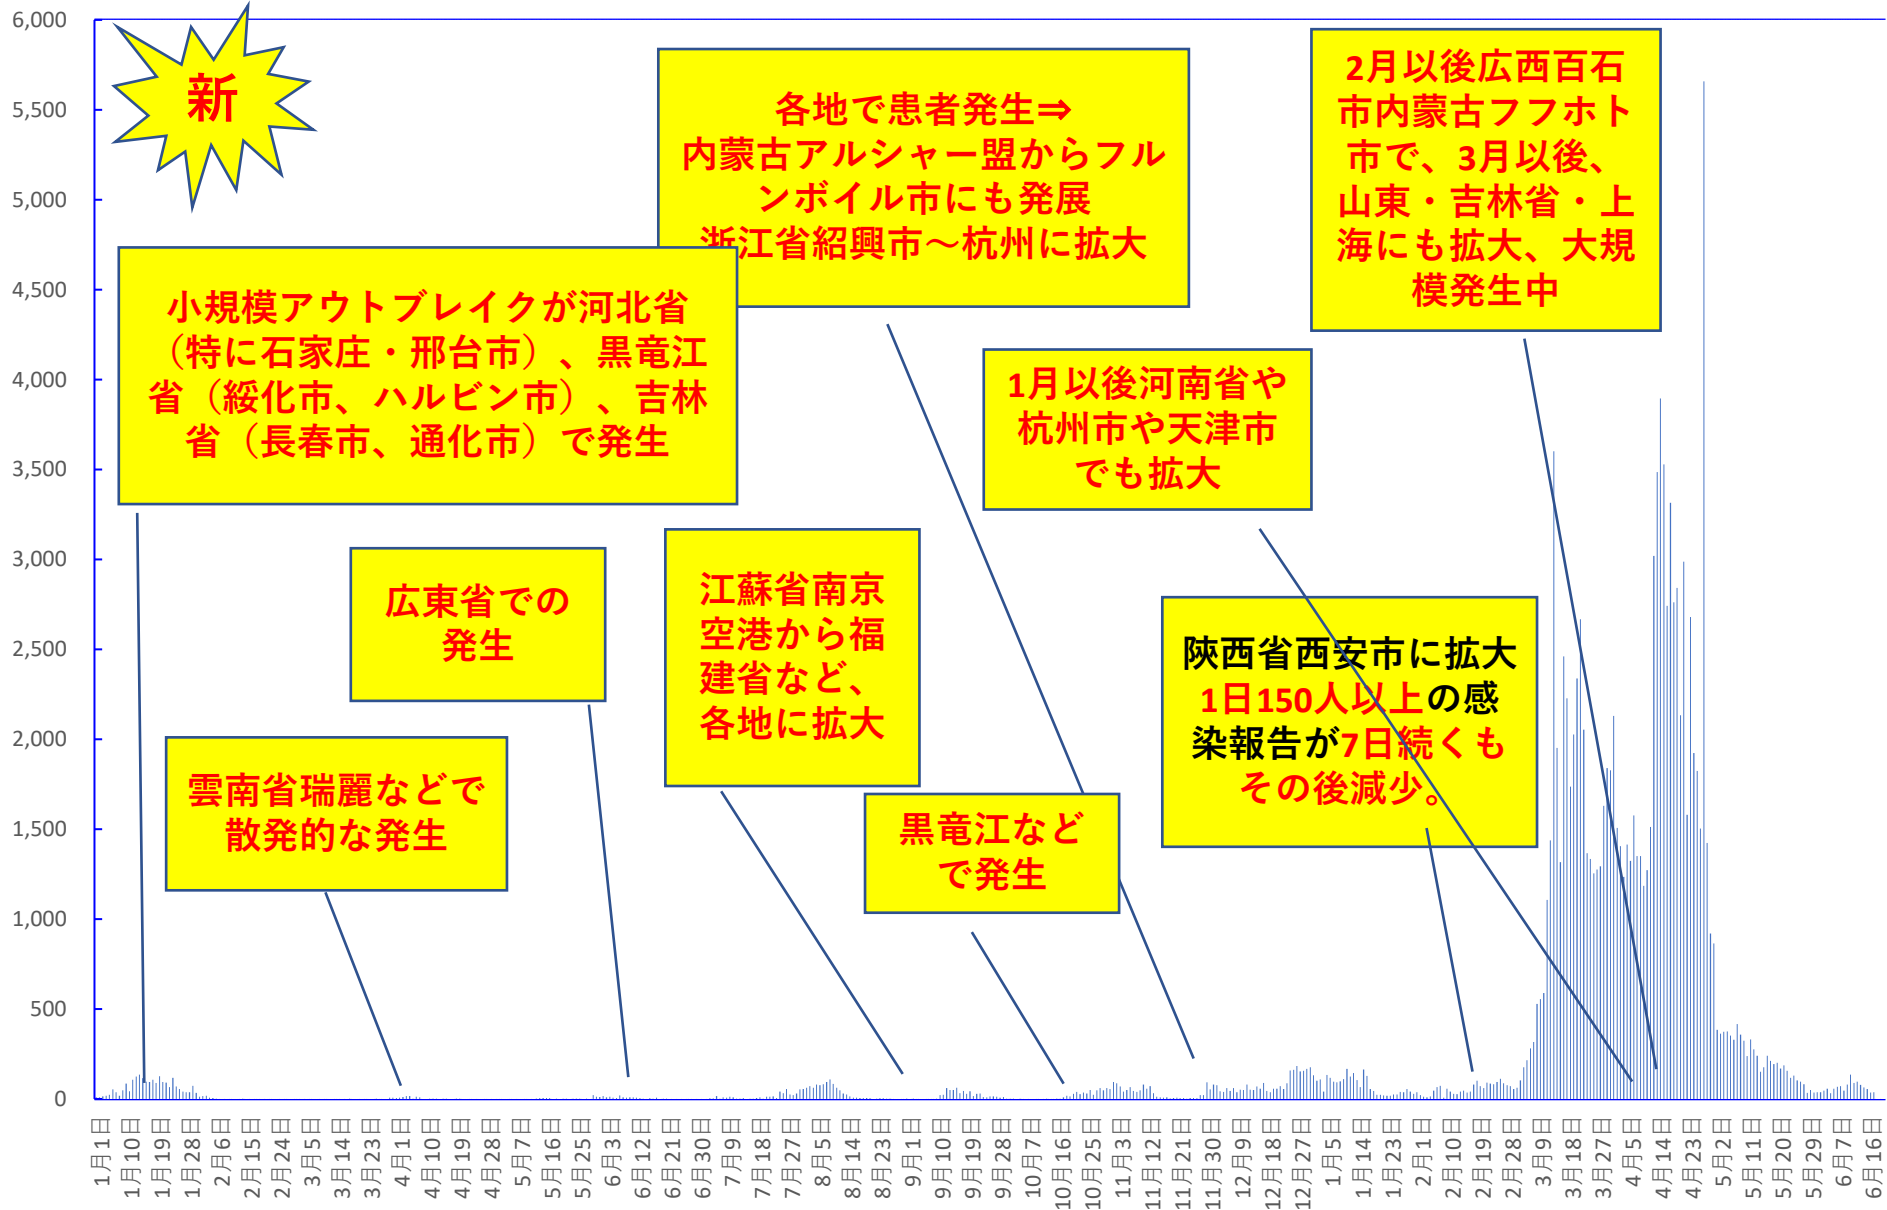 6,000
5,500
5,000
4,500
4,000
3,500
3,000
2,500
2,000
1,500
1,000
500
0
新
各地で患者発生⇒
内蒙古アルシャー盟からフル
ンボイル市にも発展
浙江省紹興市～杭州に拡大
2月以後広西百石
市内蒙古フフホト
市で、3月以後、
山東・吉林省・上
海にも拡大、大規
模発生中
小規模アウトブレイクが河北省
（特に石家庄・邢台市）、黒竜江
省（綏化市、ハルビン市）、吉林
省（長春市、通化市）で発生
1月以後河南省や
杭州市や天津市
でも拡大
広東省での
発生
江蘇省南京
空港から福
建省など、
各地に拡大
陝西省西安市に拡大
1日150人以上の感
染報告が7日続くも
その後減少。
雲南省瑞麗などで
散発的な発生
黒竜江など
で発生
1月1日
1月10日
1月19日
1月28日
2月6日
2月15日
2月24日
3月5日
3月14日
3月23日
4月1日
4月10日
4月19日
4月28日
5月7日
5月16日
5月25日
6月3日
6月12日
6月21日
6月30日
7月9日
7月18日
7月27日
8月5日
8月14日
8月23日
9月1日
9月10日
9月19日
9月28日
10月7日
10月16日
10月25日
11月3日
11月12日
11月21日
11月30日
12月9日
12月18日
12月27日
1月5日
1月14日
1月23日
2月1日
2月10日
2月19日
2月28日
3月9日
3月18日
3月27日
4月5日
4月14日
4月23日
5月2日
5月11日
5月20日
5月29日
6月7日
6月16日